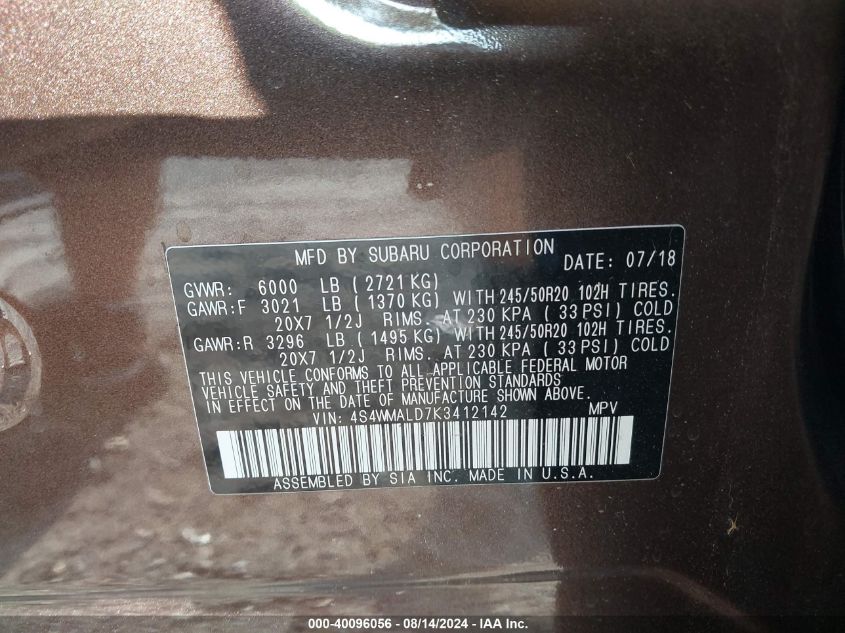 MFD BY SUBARU CORPORATION DATE: 07/18
GVWR: 6000 LB (2721 KG)
GAWR:F 3021 LB (1370 KG) WITH 245/50R20 102H TIRES.
20X7 1/2J RIMS. AT 230 KPA (33 PSI) COLD
GAWR:R 3296 LB (1495 KG) WITH 245/50R20 102H TIRES.
20X7 1/2J RIMS. AT 230 KPA (33 PSI) COLD
THIS VEHICLE CONFORMS TO ALL APPLICABLE FEDERAL MOTOR
VEHICLE SAFETY AND THEFT PREVENTION STANDARDS
IN EFFECT ON THE DATE OF MANUFACTURE SHOWN ABOVE.
VIN: 4S4WMALD7K3412142 MPV
ASSEMBLED BY SIA INC. MADE IN U.S.A.
000-40096056 - 08/14/2024 - © IAA, Inc.